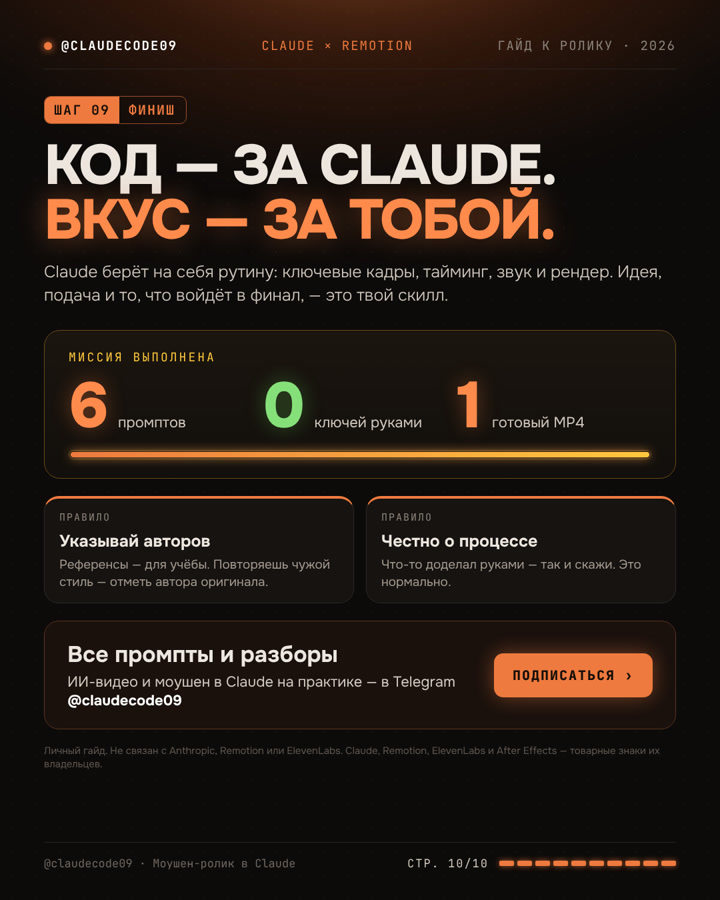 @CLAUDECODE09
CLAUDE × REMOTION
ГАЙД К РОЛИКУ · 2026
ШАГ 09 ФИНИШ
КОД — ЗА CLAUDE.
ВКУС — ЗА ТОБОЙ.
Claude берёт на себя рутину: ключевые кадры, тайминг, звук и рендер. Идея,
подача и то, что войдёт в финал, — это твой скилл.
МИССИЯ ВЫПОЛНЕНА
6 промптов
0 ключей руками
1 готовый MP4
ПРАВИЛО
Указывай авторов
Референсы — для учёбы. Повторяешь чужой
стиль — отметь автора оригинала.
ПРАВИЛО
Честно о процессе
Что-то доделал руками — так и скажи. Это
нормально.
Все промпты и разборы
ИИ-видео и моушен в Claude на практике — в Telegram
@claudecode09
ПОДПИСАТЬСЯ ›
Личный гайд. Не связан с Anthropic, Remotion или ElevenLabs. Claude, Remotion, ElevenLabs и After Effects — товарные знаки их
владельцев.
@claudecode09 · Моушен-ролик в Claude
СТР. 10/10